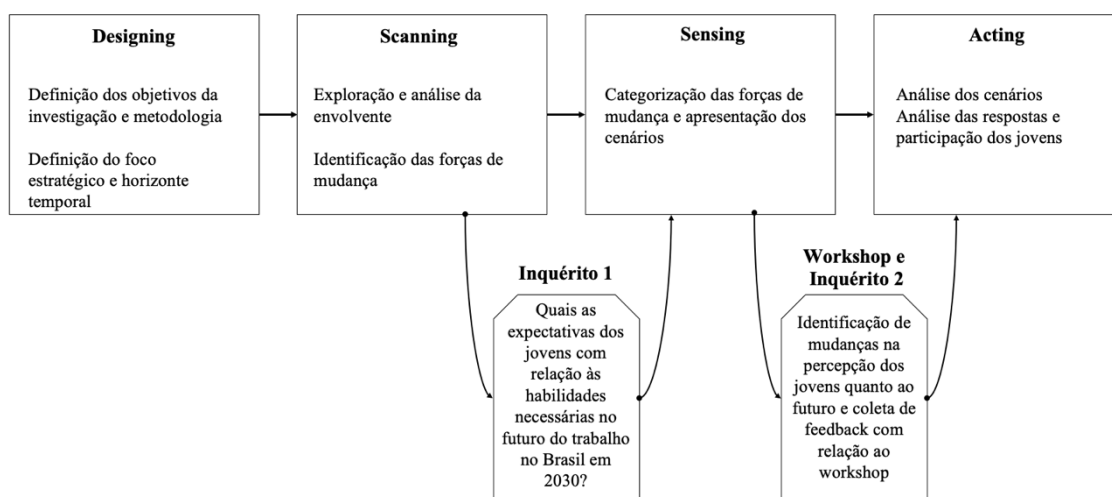 Designing
Definição dos objetivos da
investigação e metodologia
Definição do foco
estratégico e horizonte
temporal
Scanning
Exploração e análise da
envolvente
Identificação das forças de
mudança
Sensing
Categorização das forças de
mudança e apresentação dos
cenários
Acting
Análise dos cenários
Análise das respostas e
participação dos jovens
Inquérito 1
Quais as
expectativas dos
jovens com
relação às
habilidades
necessárias no
futuro do trabalho
no Brasil em
2030?
Workshop e
Inquérito 2
Identificação de
mudanças na
percepção dos
jovens quanto ao
futuro e coleta de
feedback com
relação ao
workshop